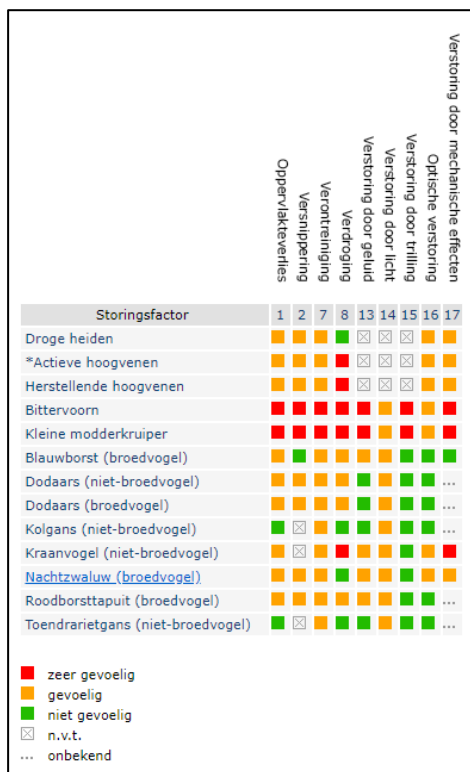 Oppervlakteverlies
Versnippering
Verontreiniging
Verdroging
Verstoring door geluid
Verstoring door licht
Verstoring door trilling
Optische verstoring
Verstoring door mechanische effecten
Storingsfactor 1 2 7 8 13 14 15 16 17
Droge heiden
*Actieve hoogvenen
Herstellende hoogvenen
Bittervoorn
Kleine modderkruiper
Blauwborst (broedvogel)
Dodaars (niet-broedvogel) ...
Dodaars (broedvogel) ...
Kolgans (niet-broedvogel) ...
Kraanvogel (niet-broedvogel)
Nachtzwaluw (broedvogel)
Roodborsttapuit (broedvogel) ...
Toendrarietgans (niet-broedvogel) ...
zeer gevoelig
gevoelig
niet gevoelig
n.v.t.
... onbekend